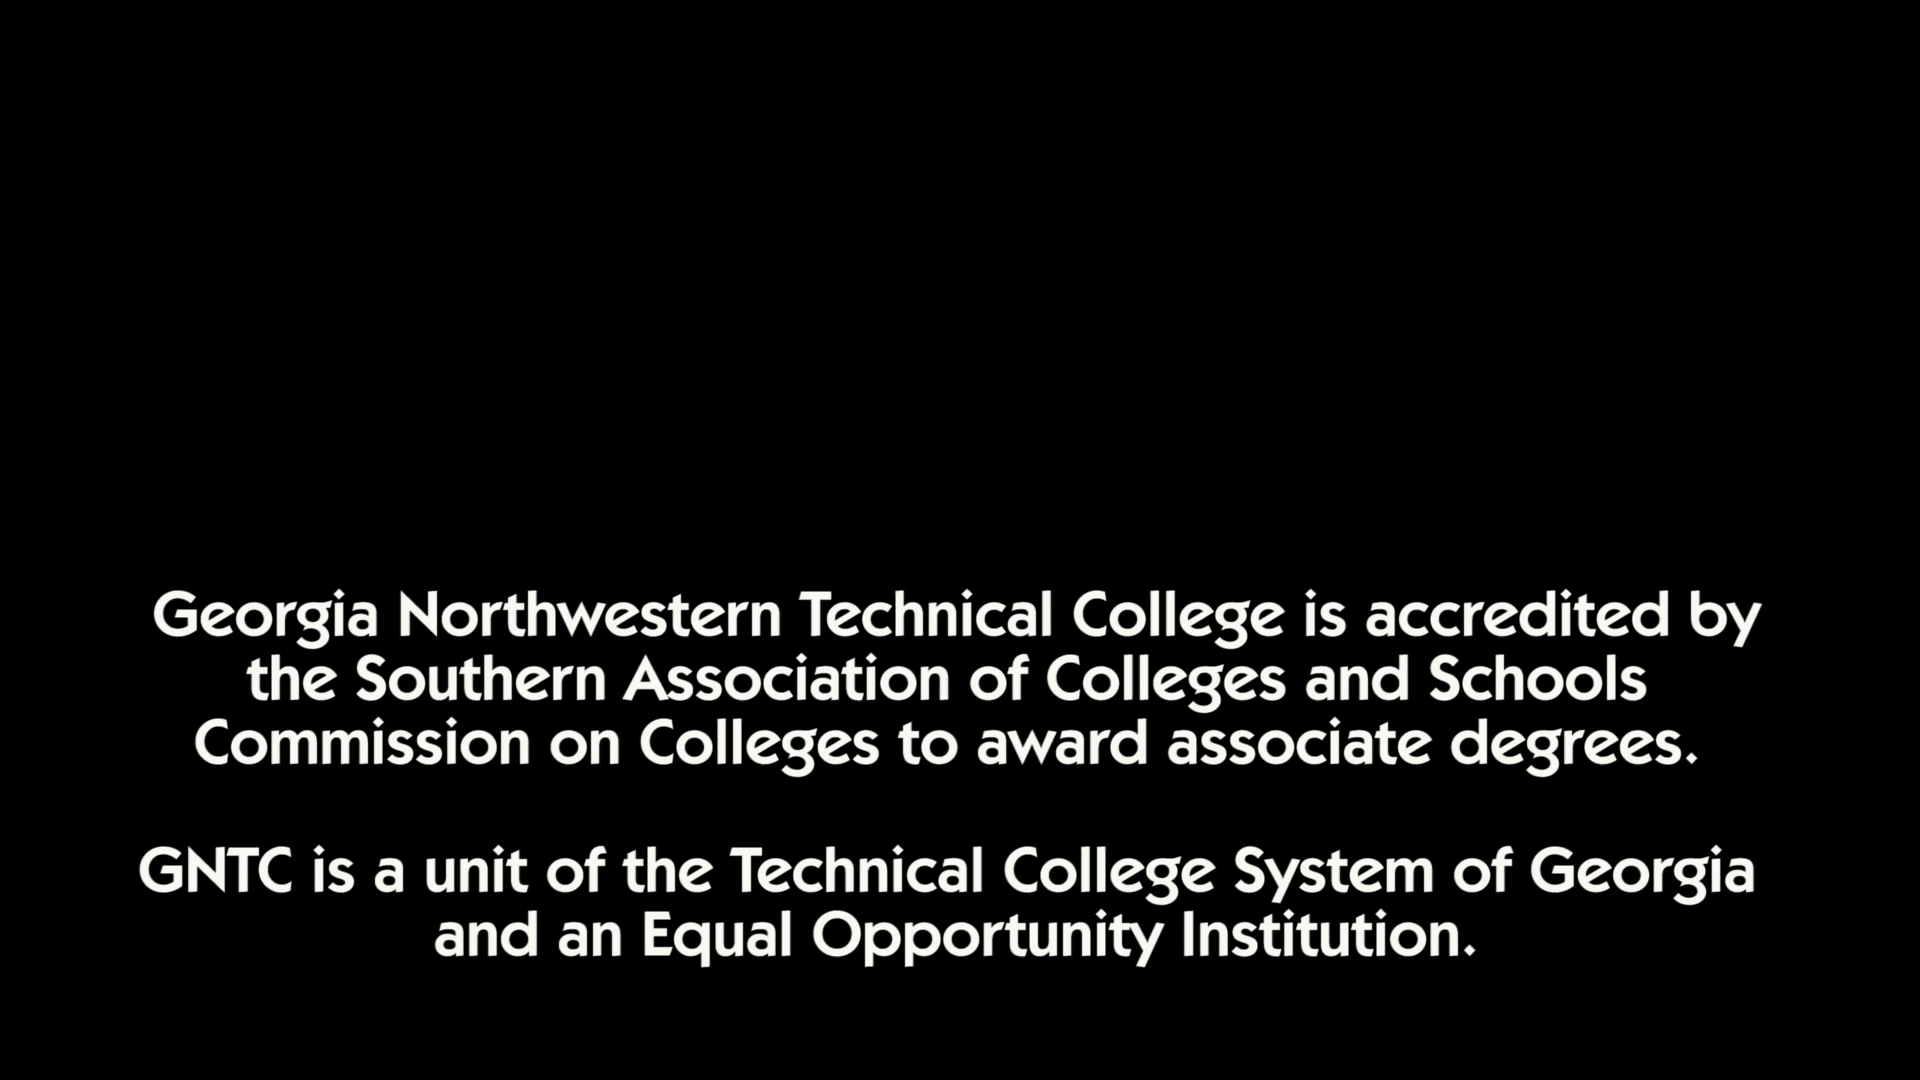 Georgia Northwestern Technical College is accredited by
the Southern Association of Colleges and Schools
Commission on Colleges to award associate degrees.
GNTC is a unit of the Technical College System of Georgia
and an Equal Opportunity Institution.